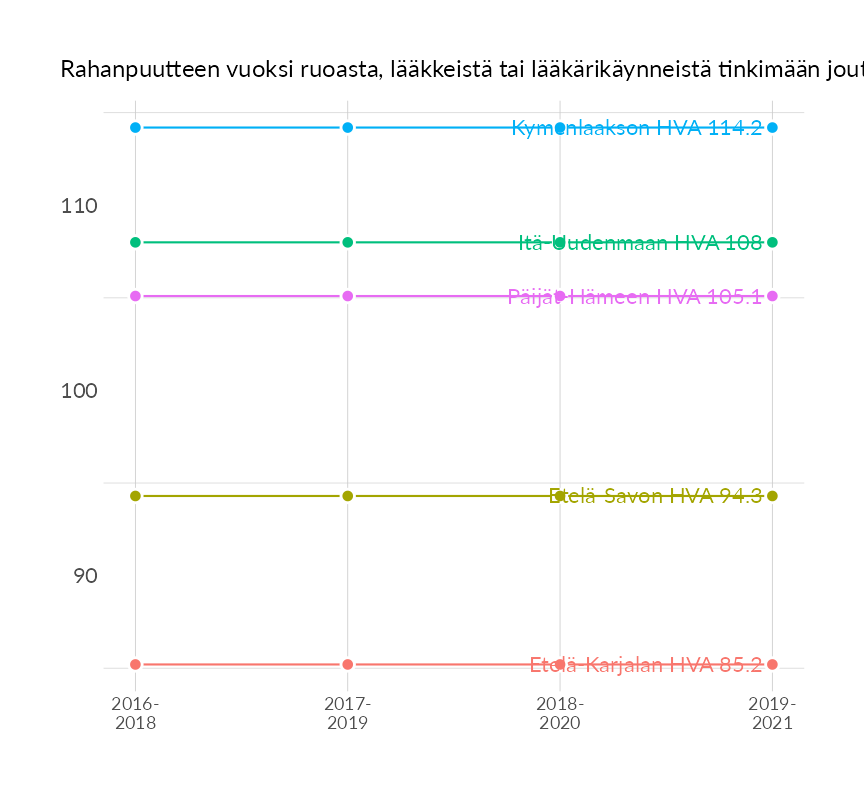 Rahanpuutteen vuoksi ruoasta, lääkkeistä tai lääkärikäynneistä tinkimään jout
Kymenlaakson HVA 114.2
110
Itä-Uudenmaan HVA 108
Päijät-Hämeen HVA 105.1
100
Etelä-Savon HVA 94.3
90
Etelä-Karjalan HVA 85.2
2016-
2018
2017-
2019
2018-
2020
2019-
2021